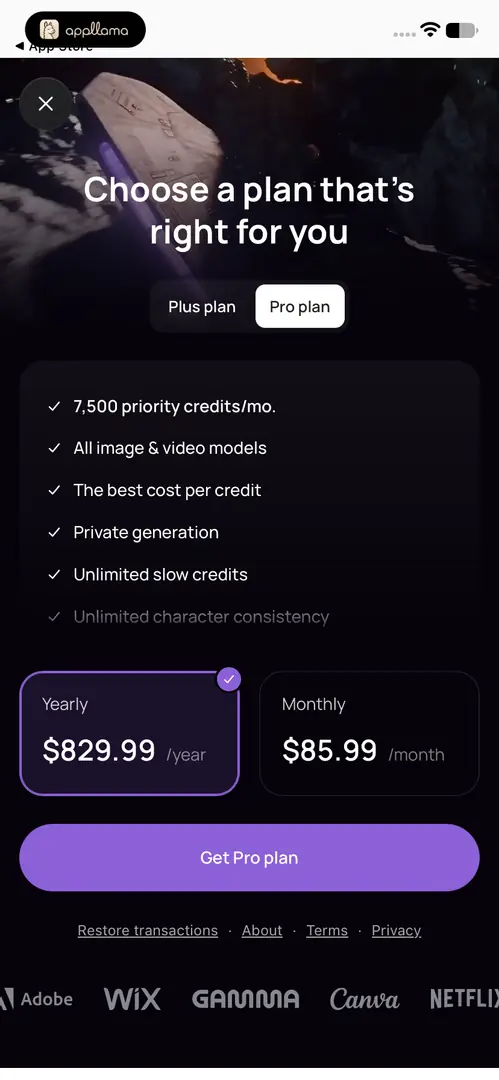 appllama
App Store
Choose a plan that's
right for you
Plus plan
Pro plan
7,500 priority credits/mo.
All image & video models
The best cost per credit
Private generation
Unlimited slow credits
Unlimited character consistency
Yearly
$829.99 /year
Monthly
$85.99 /month
Get Pro plan
Restore transactions · About · Terms · Privacy
Adobe WiX GAMMA Canva NETFLIX